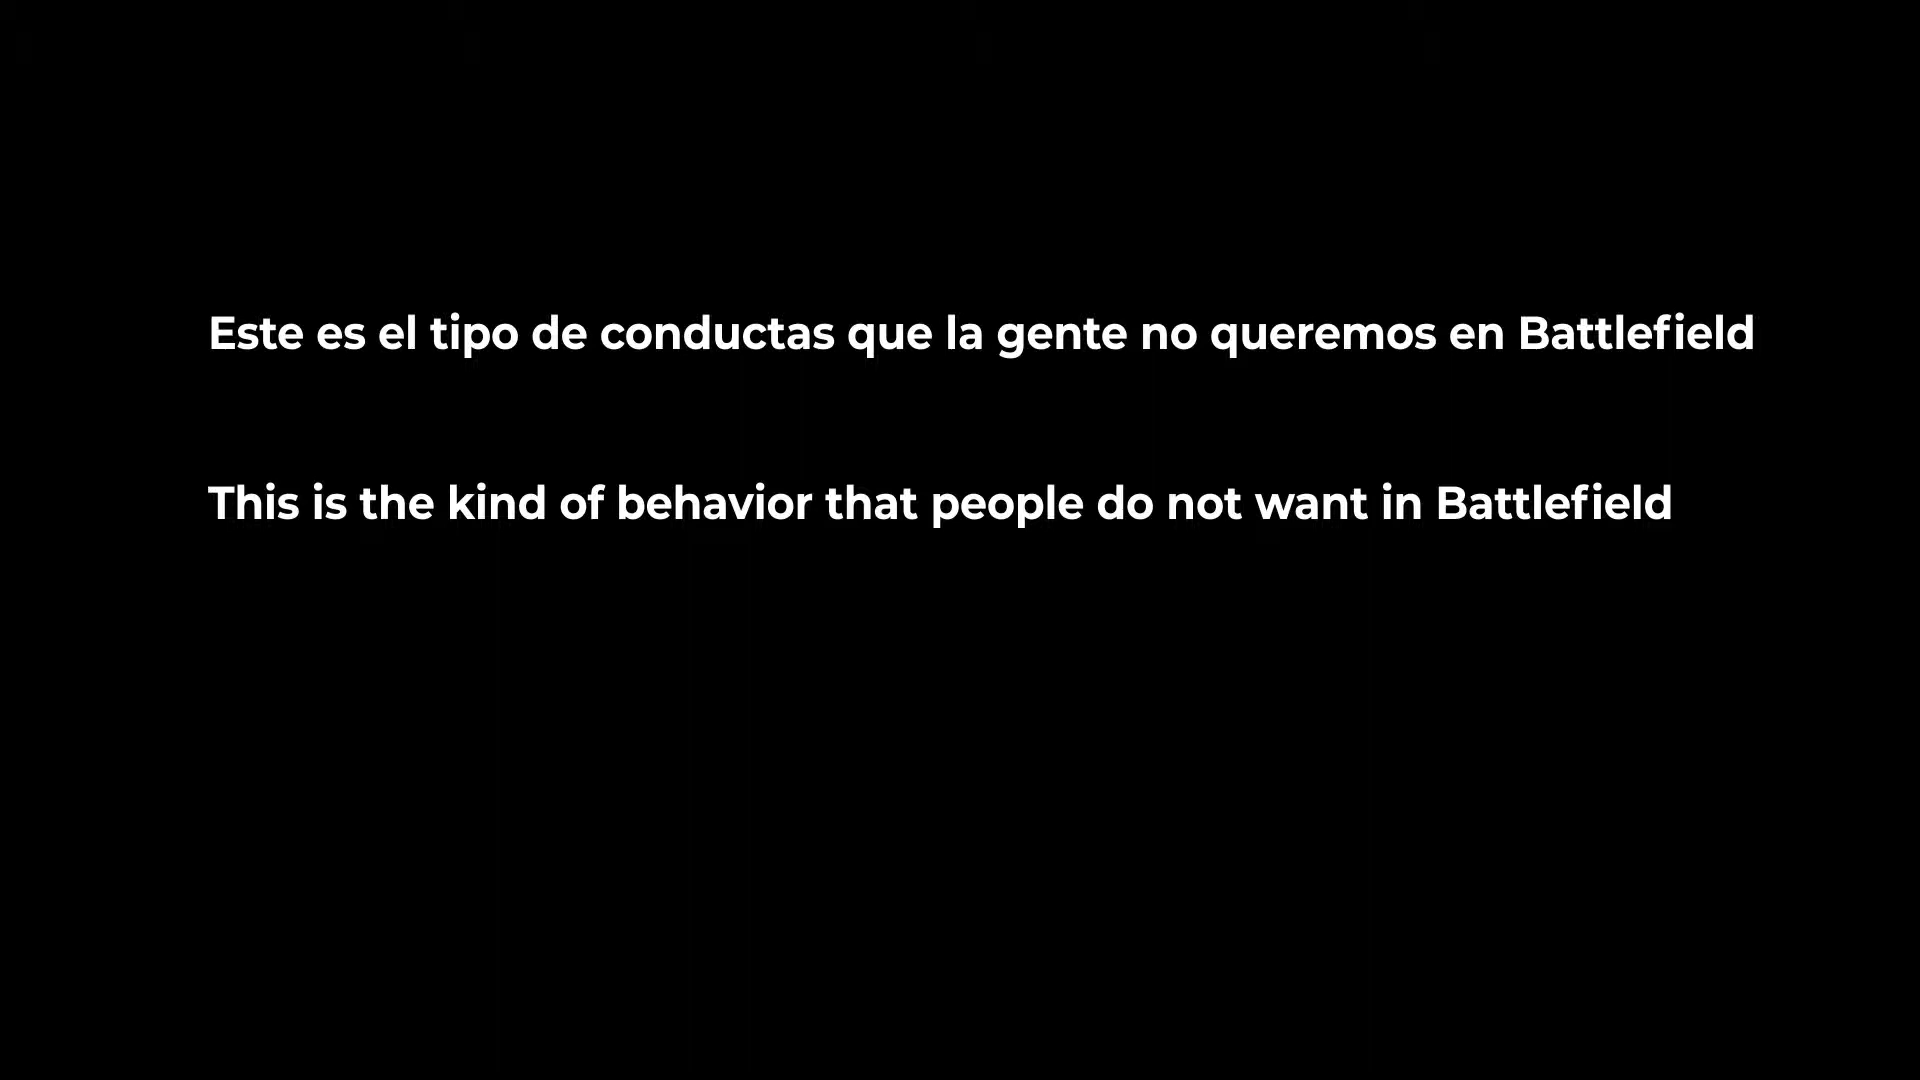 Este es el tipo de conductas que la gente no queremos en Battlefield
This is the kind of behavior that people do not want in Battlefield